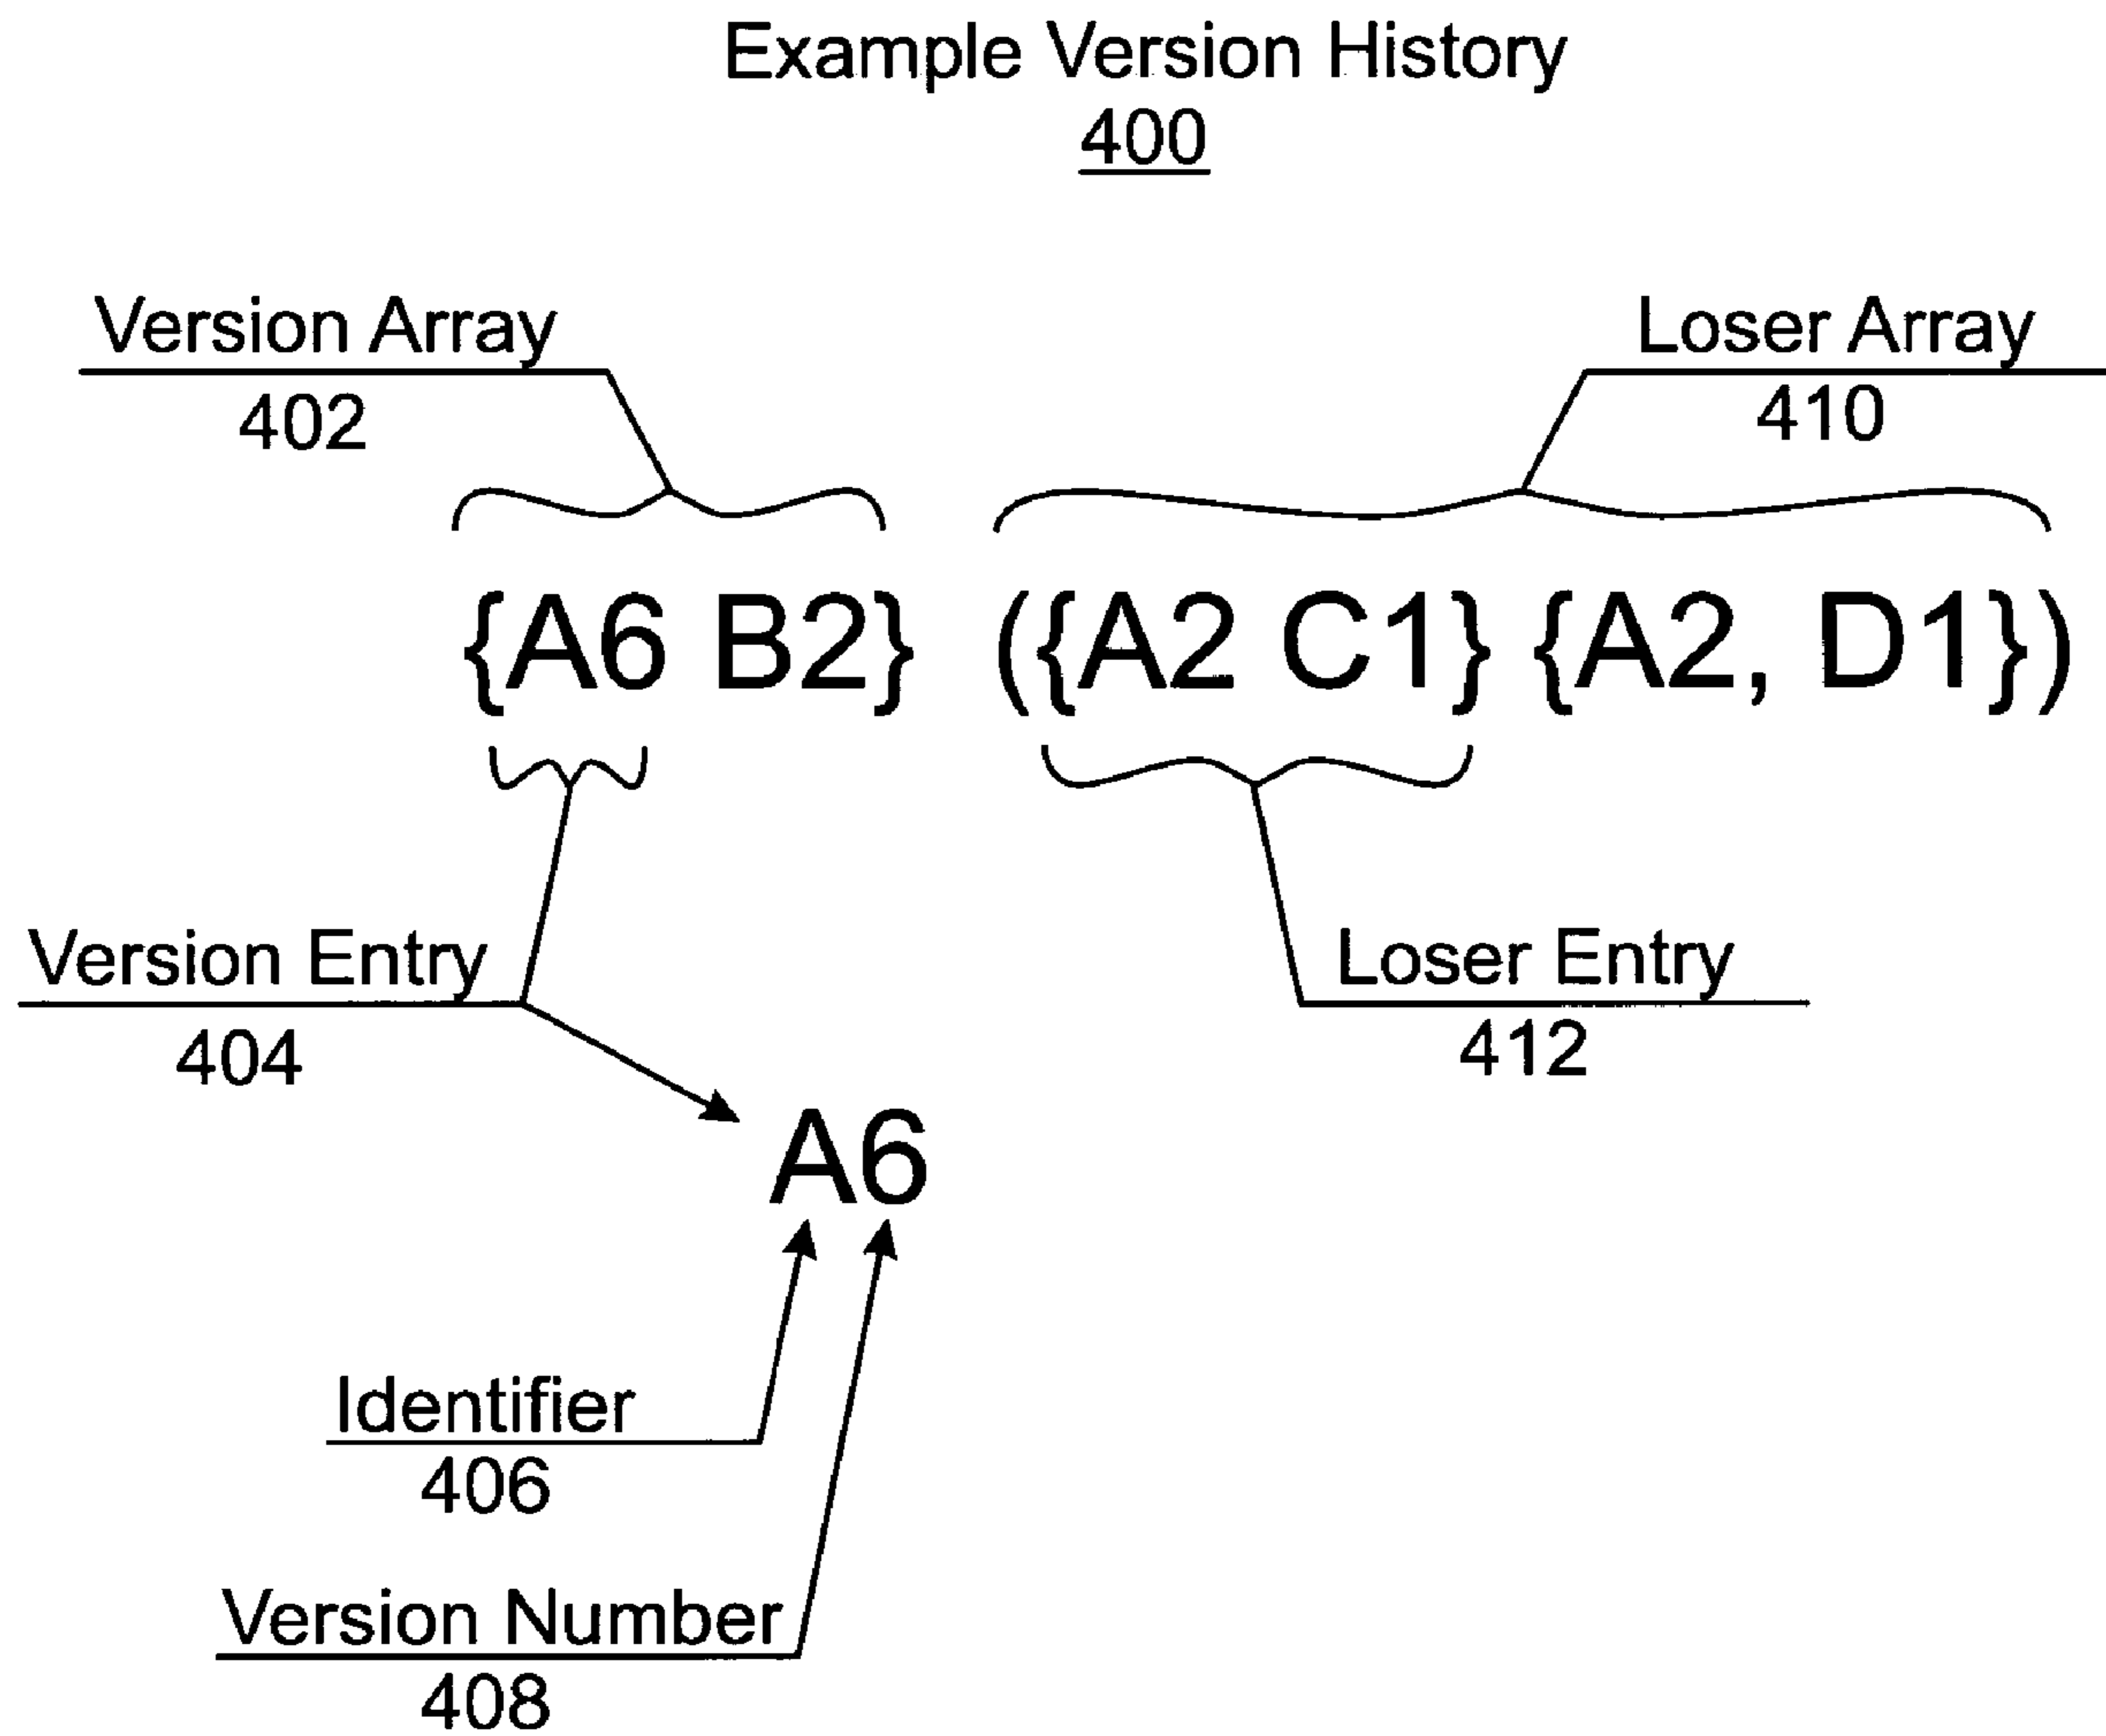 Example Version History
400
Version Array
402
Loser Array
410
{A6 B2} ({A2 C1} {A2, D1})
Version Entry
404
Loser Entry
412
A6
Identifier
406
Version Number
408